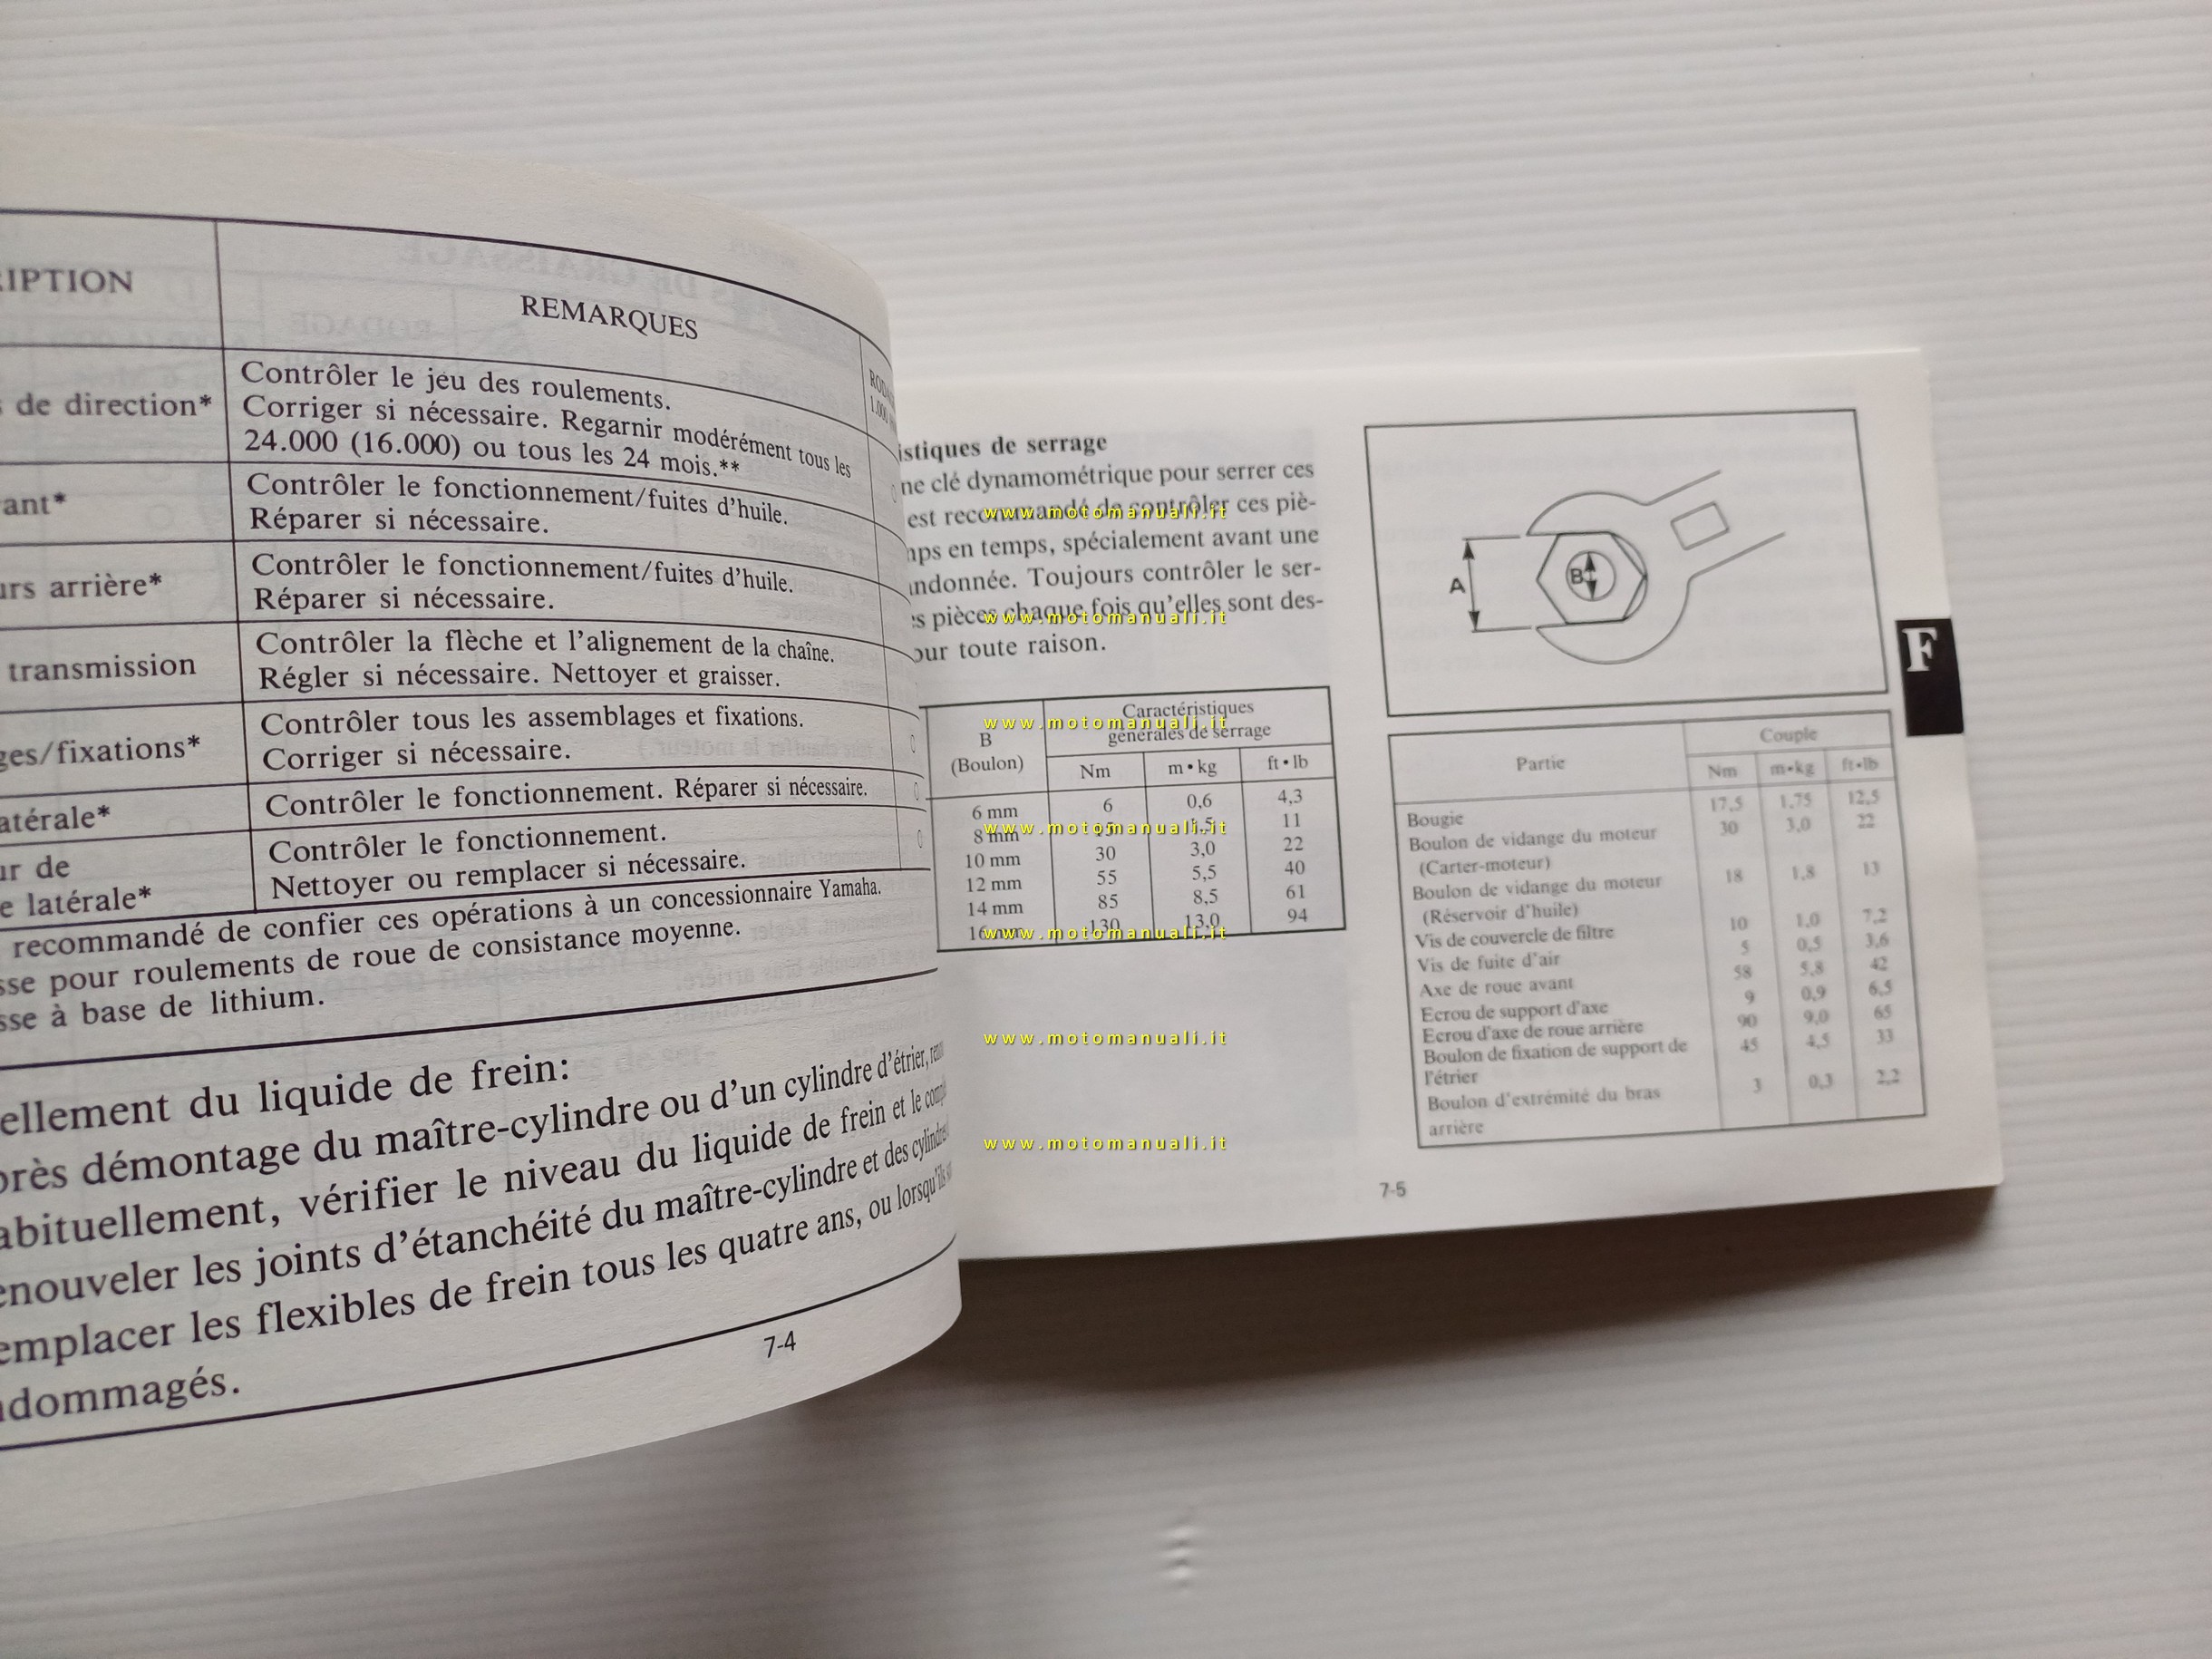 RIPTION
REMARQUES
de direction*
Contrôler le jeu des roulements.
Corriger si nécessaire. Regarnir modérément tous les
24.000 (16.000) ou tous les 24 mois.**
ant*
Contrôler le fonctionnement/fuites d'huile.
Réparer si nécessaire.
urs arrière*
Contrôler le fonctionnement/fuites d'huile.
Réparer si nécessaire.
transmission
Contrôler la flèche et l'alignement de la chaîne.
Régler si nécessaire. Nettoyer et graisser.
ges/fixations*
Contrôler tous les assemblages et fixations.
Corriger si nécessaire.
atérale*
Contrôler le fonctionnement. Réparer si nécessaire.
ur de
e latérale*
Contrôler le fonctionnement.
Nettoyer ou remplacer si nécessaire.
recommandé de confier ces opérations à un concessionnaire Yamaha.
sse pour roulements de roue de consistance moyenne.
sse à base de lithium.
ellement du liquide de frein:
près démontage du maître-cylindre ou d'un cylindre d'étrier,
abituellement, vérifier le niveau du liquide de frein et le
enouveler les joints d'étanchéité du maître-cylindre et des cylindres
emplacer les flexibles de frein tous les quatre ans, ou lorsqu'ils
ndommagés.
7-4
istiques de serrage
ne clé dynamométrique pour serrer ces
est recommandé de contrôler ces piè-
mps en temps, spécialement avant une
andonnée. Toujours contrôler le ser-
s pièces chaque fois qu'elles sont des-
our toute raison.
B
(Boulon)
Caractéristiques
générales de serrage
Nm m•kg ft•lb
6 mm 6 0,6 4,3
8 mm 15 1,5 11
10 mm 30 3,0 22
12 mm 55 5,5 40
14 mm 85 8,5 61
16 mm 130 13,0 94
A
B
F
Partie
Couple
Nm m•kg ft•lb
Bougie 17,5 1,75 12,5
Boulon de vidange du moteur 30 3,0 22
(Carter-moteur)
Boulon de vidange du moteur 18 1,8 13
(Réservoir d'huile)
Vis de couvercle de filtre 10 1,0 7,2
Vis de fuite d'air 5 0,5 3,6
Axe de roue avant 58 5,8 42
Ecrou de support d'axe 9 0,9 6,5
Ecrou d'axe de roue arrière 90 9,0 65
Boulon de fixation de support de 45 4,5 33
l'étrier
Boulon d'extrémité du bras 3 0,3 2,2
arrière
7-5
www.motomanuali.it
www.motomanuali.it
www.motomanuali.it
www.motomanuali.it
www.motomanuali.it
www.motomanuali.it
www.motomanuali.it